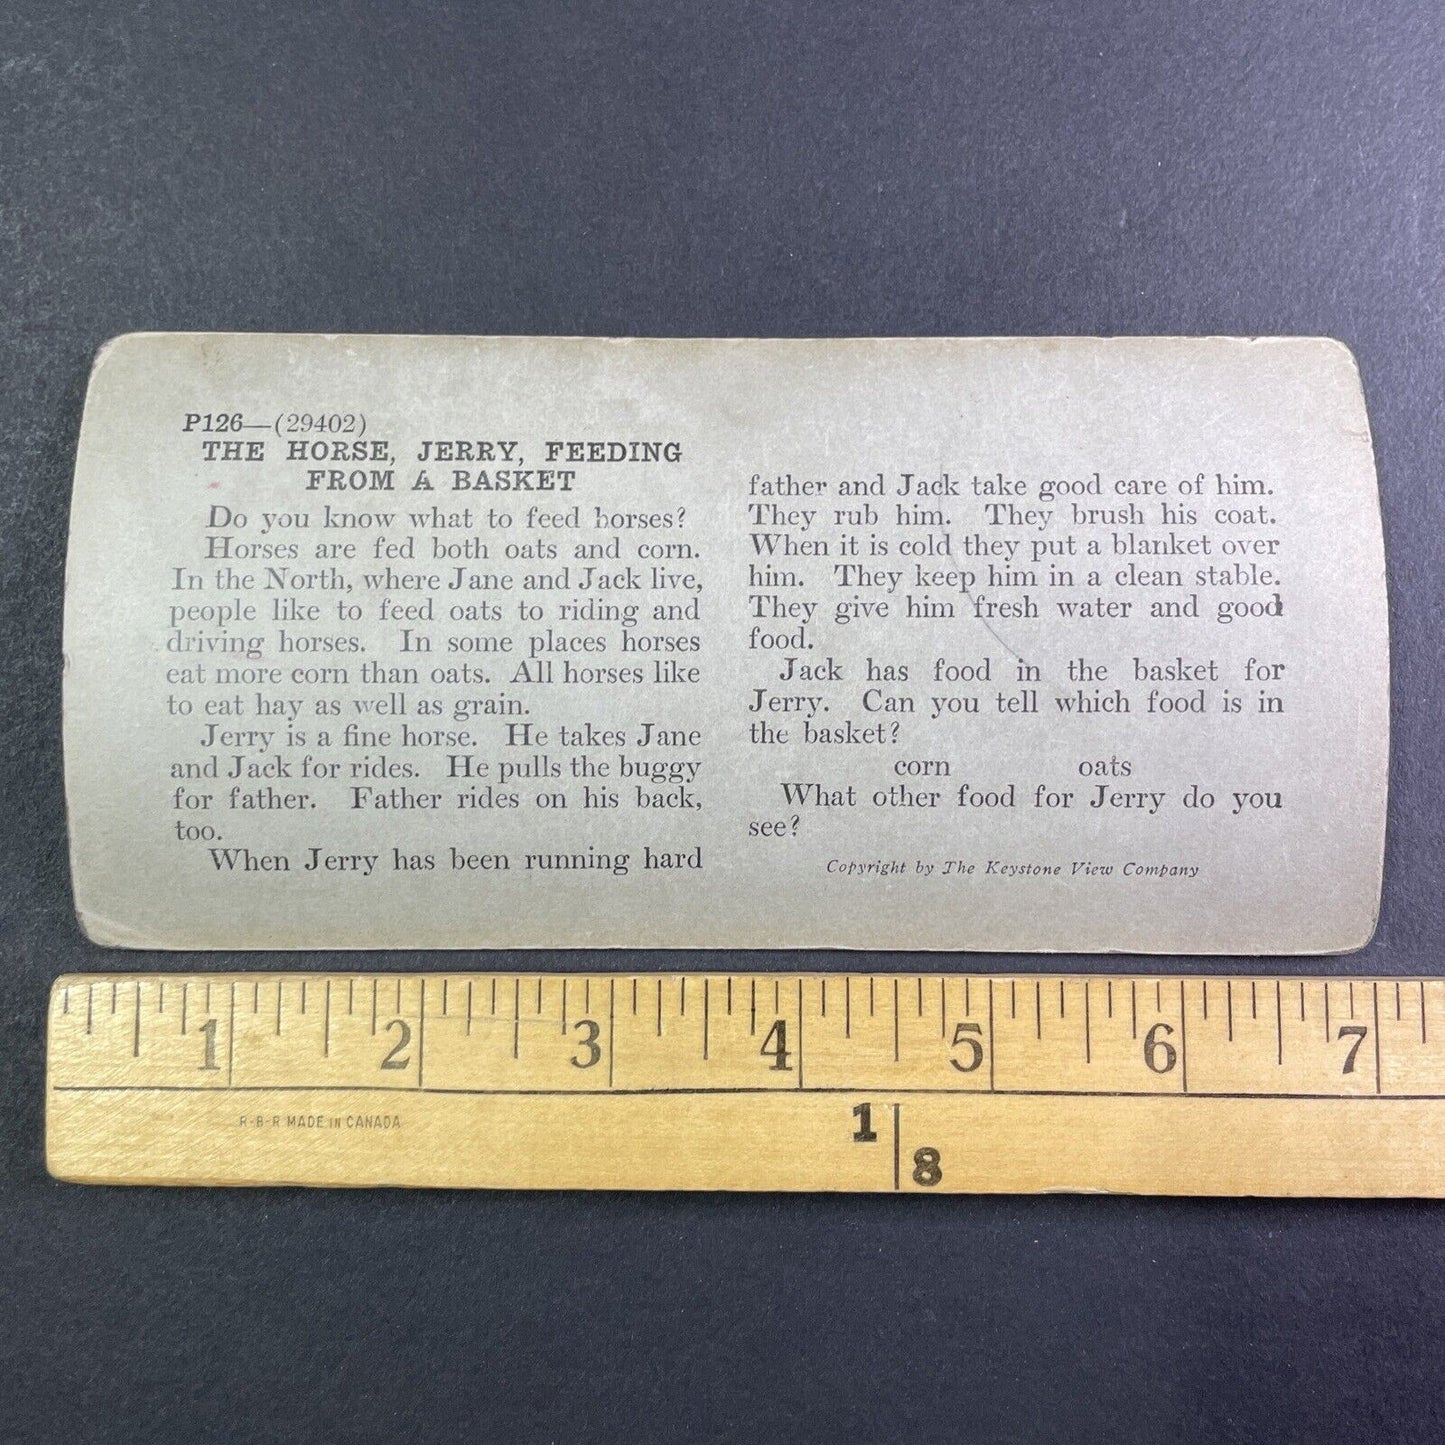 P126—(29402)
THE HORSE, JERRY, FEEDING
FROM A BASKET
Do you know what to feed horses?
Horses are fed both oats and corn.
In the North, where Jane and Jack live,
people like to feed oats to riding and
driving horses. In some places horses
eat more corn than oats. All horses like
to eat hay as well as grain.
Jerry is a fine horse. He takes Jane
and Jack for rides. He pulls the buggy
for father. Father rides on his back,
too.
When Jerry has been running hard
father and Jack take good care of him.
They rub him. They brush his coat.
When it is cold they put a blanket over
him. They keep him in a clean stable.
They give him fresh water and good
food.
Jack has food in the basket for
Jerry. Can you tell which food is in
the basket?
corn oats
What other food for Jerry do you
see?
Copyright by The Keystone View Company
1 2 3 4 5 6 7
R-B-R MADE IN CANADA
1
8